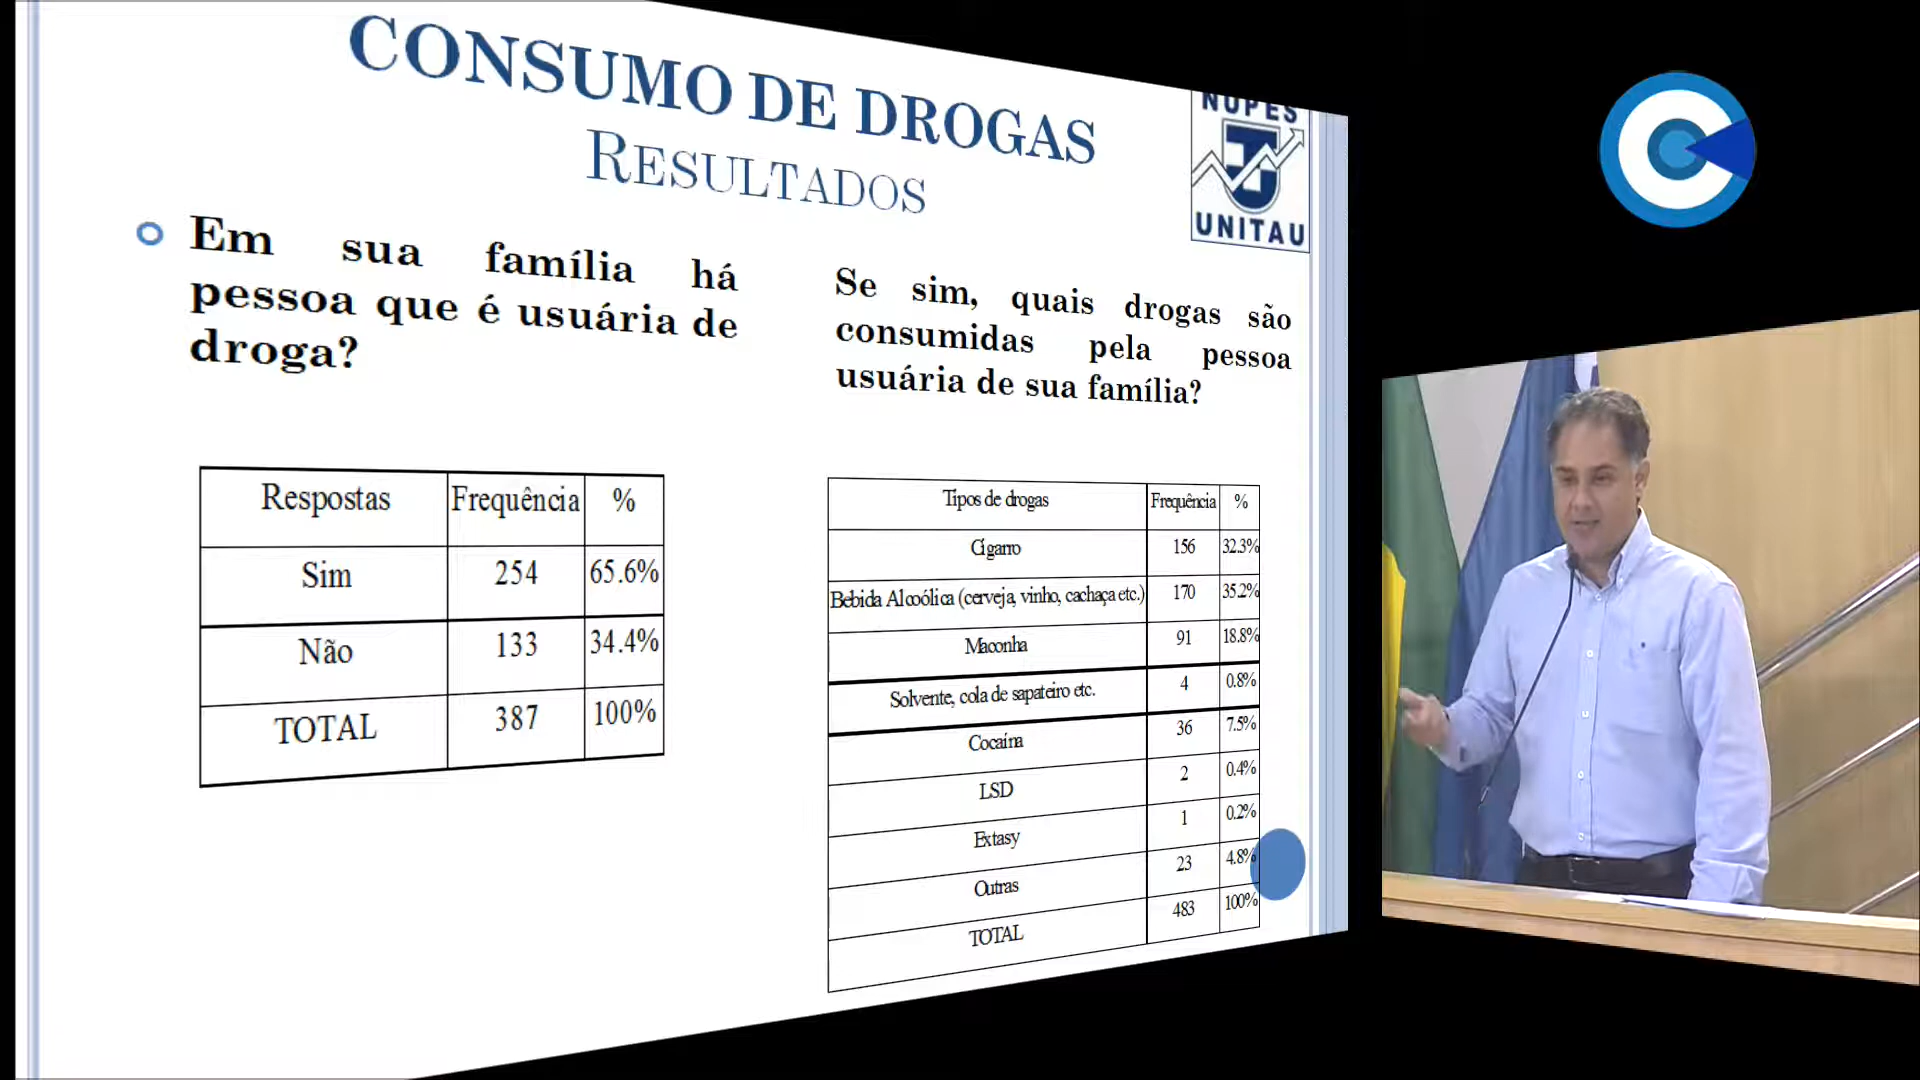 CONSUMO DE DROGAS
RESULTADOS
NUPES
UNITAU
Em sua família há
pessoa que é usuária de
droga?
Se sim, quais drogas são
consumidas pela pessoa
usuária de sua família?
Respostas Frequência %
Sim 254 65.6%
Não 133 34.4%
TOTAL 387 100%
Tipos de drogas Frequência %
Cigarro 156 32.3%
Bebida Alcoólica (cerveja, vinho, cachaça etc.) 170 35.2%
Maconha 91 18.8%
Solvente, cola de sapateiro etc. 4 0.8%
Cocaína 36 7.5%
LSD 2 0.4%
Extasy 1 0.2%
Outras 23 4.8%
TOTAL 483 100%